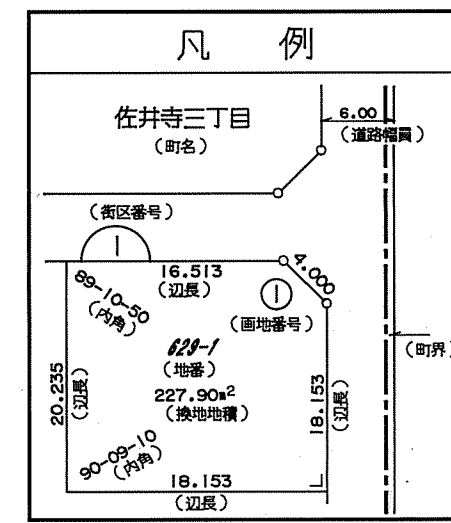 凡 例
佐井寺三丁目
(町名)
6.00
(道路幅員)
(街区番号)
1
16.513
(辺長)
4.000
89-10-50
(内角)
1
(画地番号)
(町界)
629-1
(地番)
227.90m²
(換地地積)
20.235
(辺長)
18.153
(辺長)
90-09-10
(内角)
18.153
(辺長)